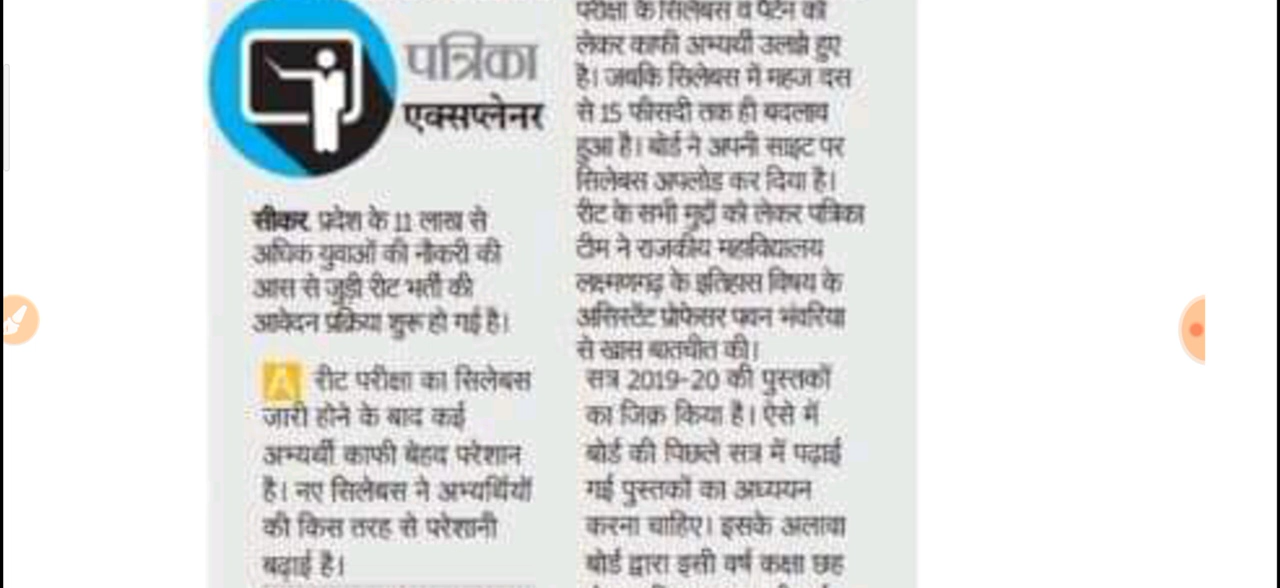 पत्रिका
एक्सप्लेनर
सीकर. प्रदेश के 11 लाख से
अधिक युवाओं की नौकरी की
आस से जुड़ी रीट भर्ती की
आवेदन प्रक्रिया शुरू हो गई है।
परीक्षा के सिलेबस व पैटर्न को
लेकर काफी अभ्यर्थी उलझे हुए
है। जबकि सिलेबस में महज दस
से 15 फीसदी तक ही बदलाव
हुआ है। बोर्ड ने अपनी साइट पर
सिलेबस अपलोड कर दिया है।
रीट के सभी मुद्दों को लेकर पत्रिका
टीम ने राजकीय महाविद्यालय
लक्ष्मणगढ़ के इतिहास विषय के
असिस्टेंट प्रोफेसर पवन भंवरिया
से खास बातचीत की।
A रीट परीक्षा का सिलेबस
जारी होने के बाद कई
अभ्यर्थी काफी बेहद परेशान
है। नए सिलेबस ने अभ्यर्थियों
की किस तरह से परेशानी
बढ़ाई है।
सत्र 2019-20 की पुस्तकों
का जिक्र किया है। ऐसे में
बोर्ड की पिछले सत्र में पढ़ाई
गई पुस्तकों का अध्ययन
करना चाहिए। इसके अलावा
बोर्ड द्वारा इसी वर्ष कक्षा छह